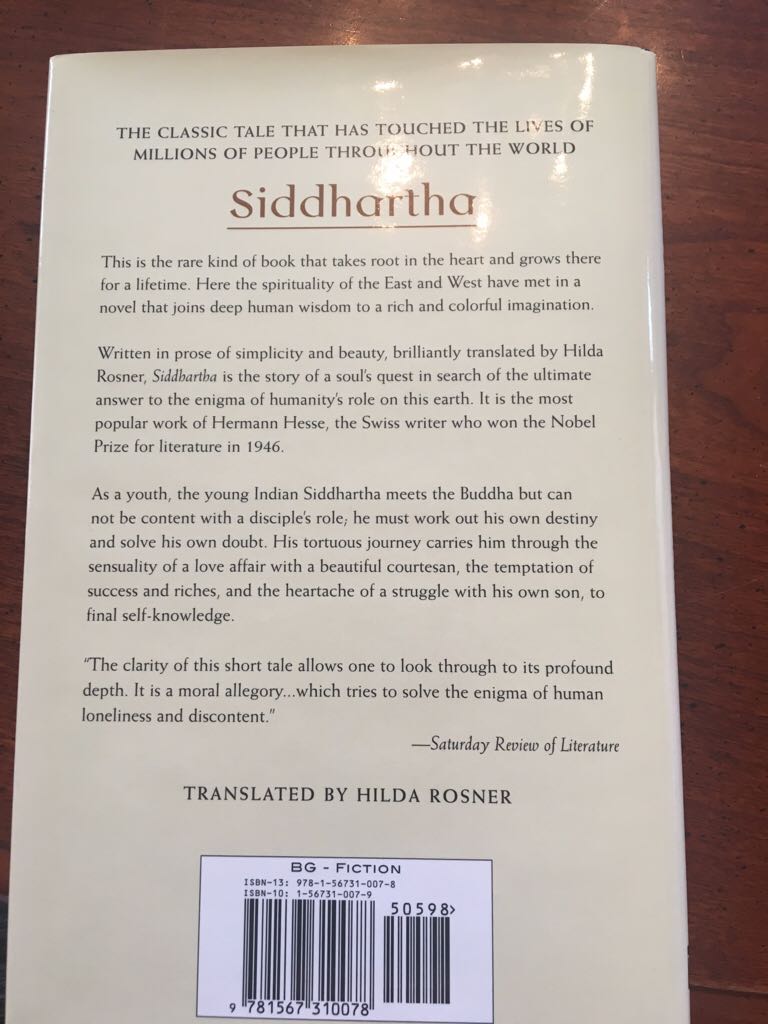 THE CLASSIC TALE THAT HAS TOUCHED THE LIVES OF
MILLIONS OF PEOPLE THROUGHOUT THE WORLD
Siddhartha
This is the rare kind of book that takes root in the heart and grows there
for a lifetime. Here the spirituality of the East and West have met in a
novel that joins deep human wisdom to a rich and colorful imagination.
Written in prose of simplicity and beauty, brilliantly translated by Hilda
Rosner, Siddhartha is the story of a soul's quest in search of the ultimate
answer to the enigma of humanity's role on this earth. It is the most
popular work of Hermann Hesse, the Swiss writer who won the Nobel
Prize for literature in 1946.
As a youth, the young Indian Siddhartha meets the Buddha but can
not be content with a disciple's role; he must work out his own destiny
and solve his own doubt. His tortuous journey carries him through the
sensuality of a love affair with a beautiful courtesan, the temptation of
success and riches, and the heartache of a struggle with his own son, to
final self-knowledge.
"The clarity of this short tale allows one to look through to its profound
depth. It is a moral allegory...which tries to solve the enigma of human
loneliness and discontent."
—Saturday Review of Literature
TRANSLATED BY HILDA ROSNER
BG - FICTION
ISBN-13: 978-1-56731-007-8
ISBN-10: 1-56731-007-9
50598>
9 781567 310078